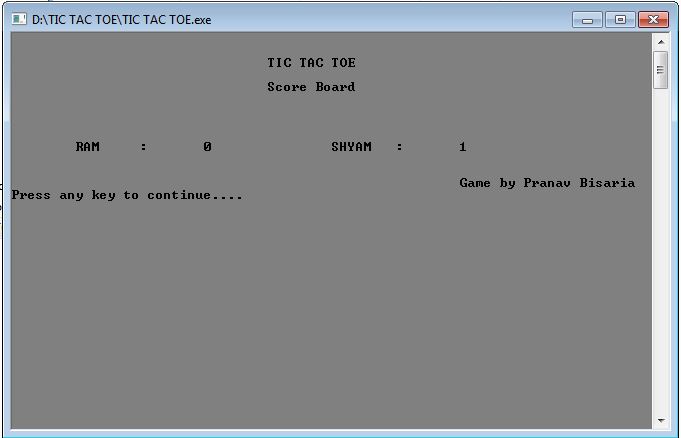 D:\TIC TAC TOE\TIC TAC TOE.exe
TIC TAC TOE
Score Board
RAM : 0 SHYAM : 1
Game by Pranav Bisaria
Press any key to continue....